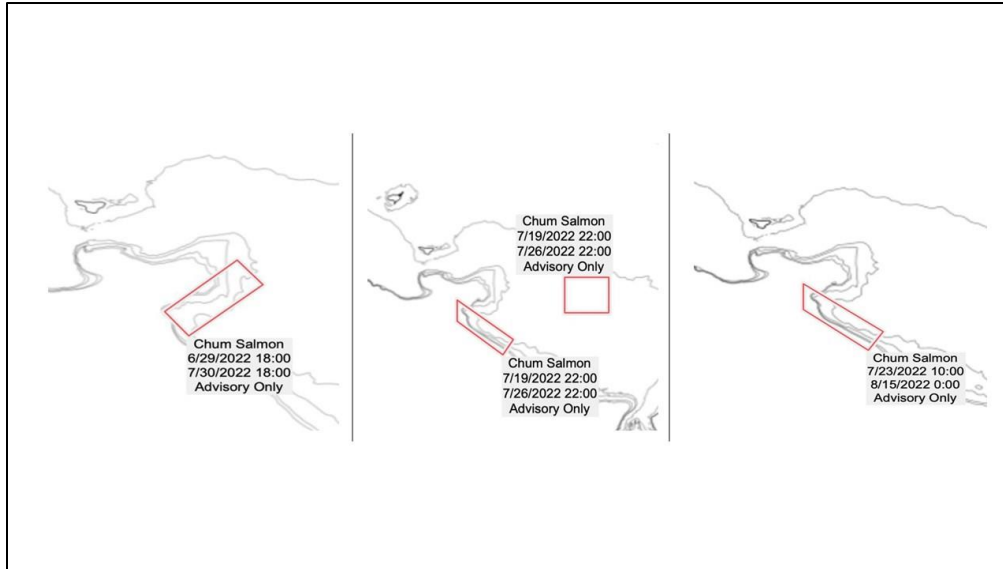 Chum Salmon
6/29/2022 18:00
7/30/2022 18:00
Advisory Only
Chum Salmon
7/19/2022 22:00
7/26/2022 22:00
Advisory Only
Chum Salmon
7/19/2022 22:00
7/26/2022 22:00
Advisory Only
Chum Salmon
7/23/2022 10:00
8/15/2022 0:00
Advisory Only